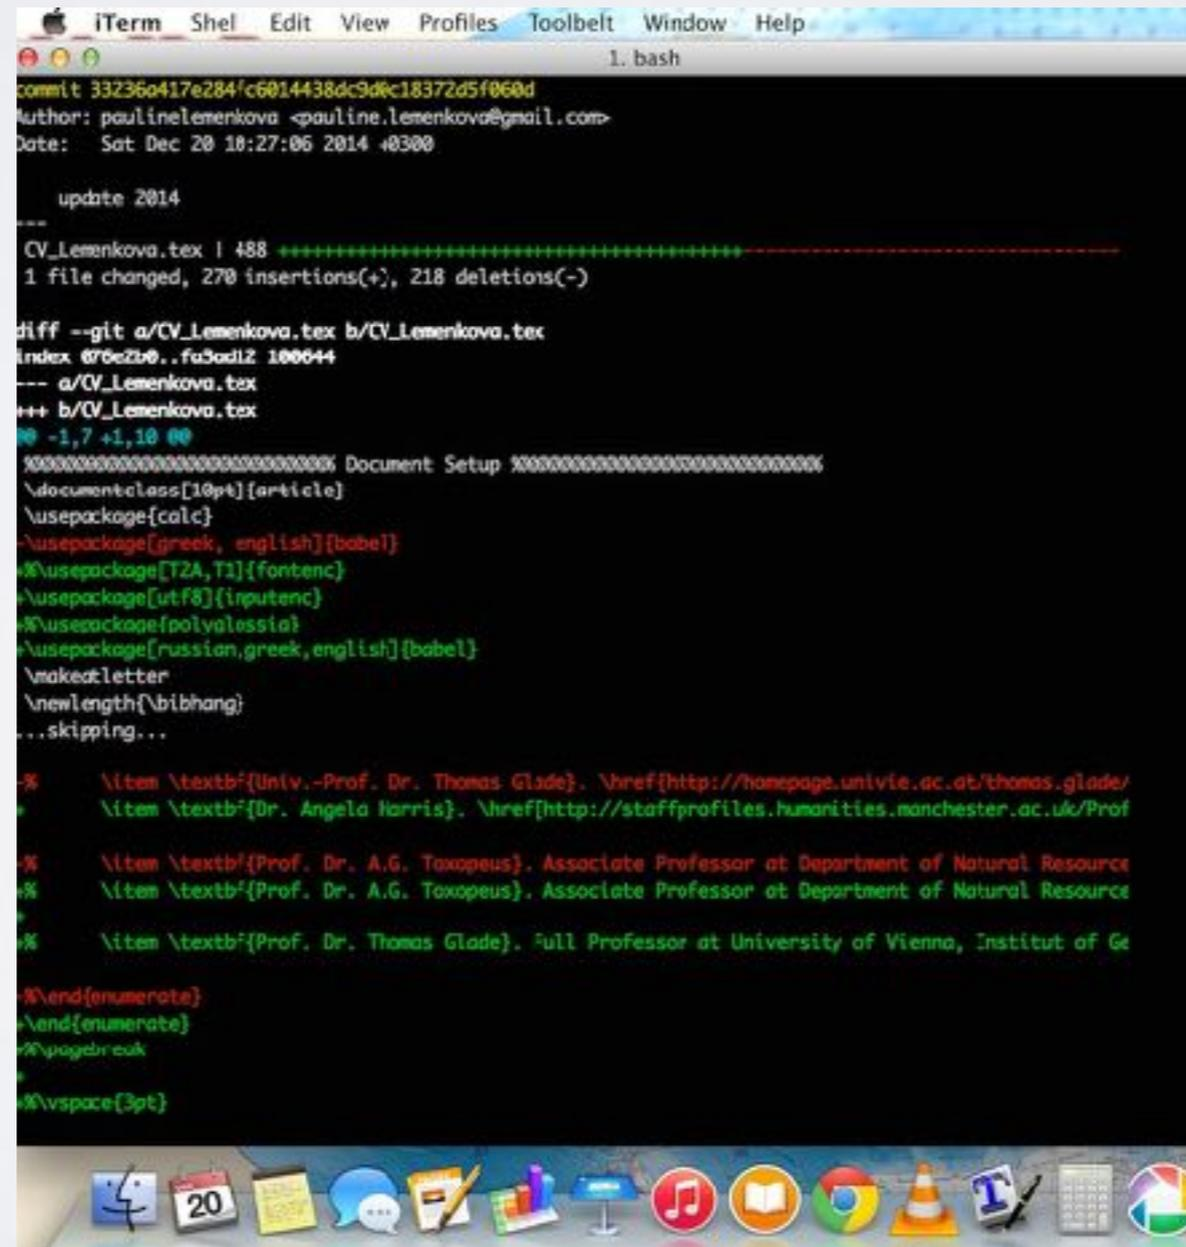 iTerm Shel Edit View Profiles Toolbelt Window Help
1. bash
commit 33236a417e284fc6014438dc9d0c18372d5f060d
Author: paulinelemenkova <pauline.lemenkova@gmail.com>
Date: Sat Dec 20 18:27:06 2014 +0300
update 2014
---
CV_Lemenkova.tex | 488 +++++++++++++++++++++++++++++++++++++++++++-----------------------------------
1 file changed, 270 insertions(+), 218 deletions(-)
diff --git a/CV_Lemenkova.tex b/CV_Lemenkova.tex
index 100644
--- a/CV_Lemenkova.tex
+++ b/CV_Lemenkova.tex
@@ -1,7 +1,10 @@
%%%%%%%%%%%%%%%%%%%%%%%%%%%%% Document Setup %%%%%%%%%%%%%%%%%%%%%%%%%%%%%
\documentclass[10pt]{article}
\usepackage{calc}
-\usepackage[greek, english]{babel}
+%\usepackage[T2A,T1]{fontenc}
+\usepackage[utf8]{inputenc}
+%\usepackage{polyglossia}
+\usepackage[russian,greek,english]{babel}
\makeatletter
\newlength{\bibhang}
...skipping...
-% \item \textbf{Univ.-Prof. Dr. Thomas Glade}. \href{http://homepage.univie.ac.at/thomas.glade/
+ \item \textbf{Dr. Angela Harris}. \href{http://staffprofiles.humanities.manchester.ac.uk/Prof
-% \item \textbf{Prof. Dr. A.G. Toxopeus}. Associate Professor at Department of Natural Resource
+% \item \textbf{Prof. Dr. A.G. Toxopeus}. Associate Professor at Department of Natural Resource
+
+% \item \textbf{Prof. Dr. Thomas Glade}. Full Professor at University of Vienna, Institut of Ge
-%\end{enumerate}
+\end{enumerate}
+%\pagebreak
+
+%\vspace{3pt}
20